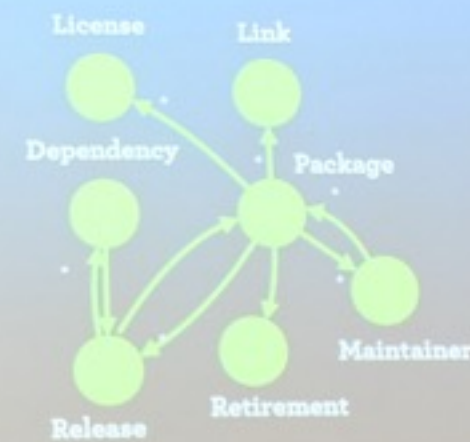 License
Link
Dependency
Package
Maintainer
Retirement
Release